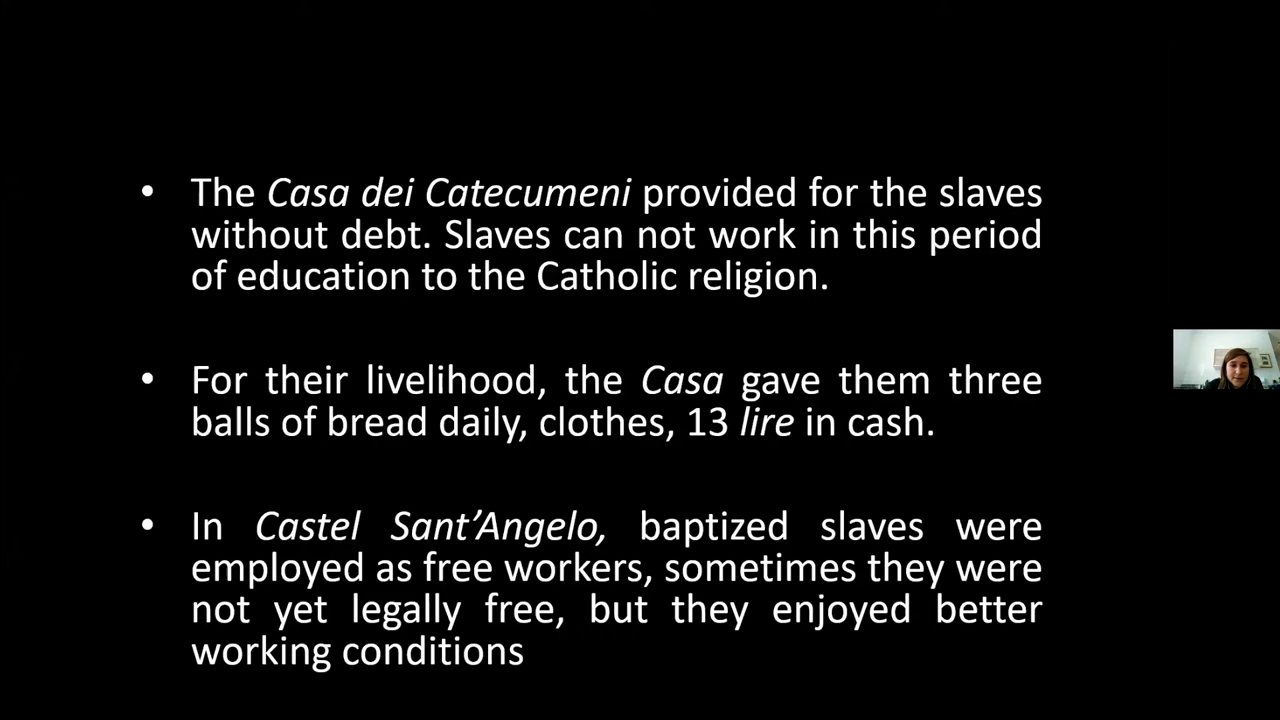 • The Casa dei Catecumeni provided for the slaves
without debt. Slaves can not work in this period
of education to the Catholic religion.
• For their livelihood, the Casa gave them three
balls of bread daily, clothes, 13 lire in cash.
• In Castel Sant’Angelo, baptized slaves were
employed as free workers, sometimes they were
not yet legally free, but they enjoyed better
working conditions